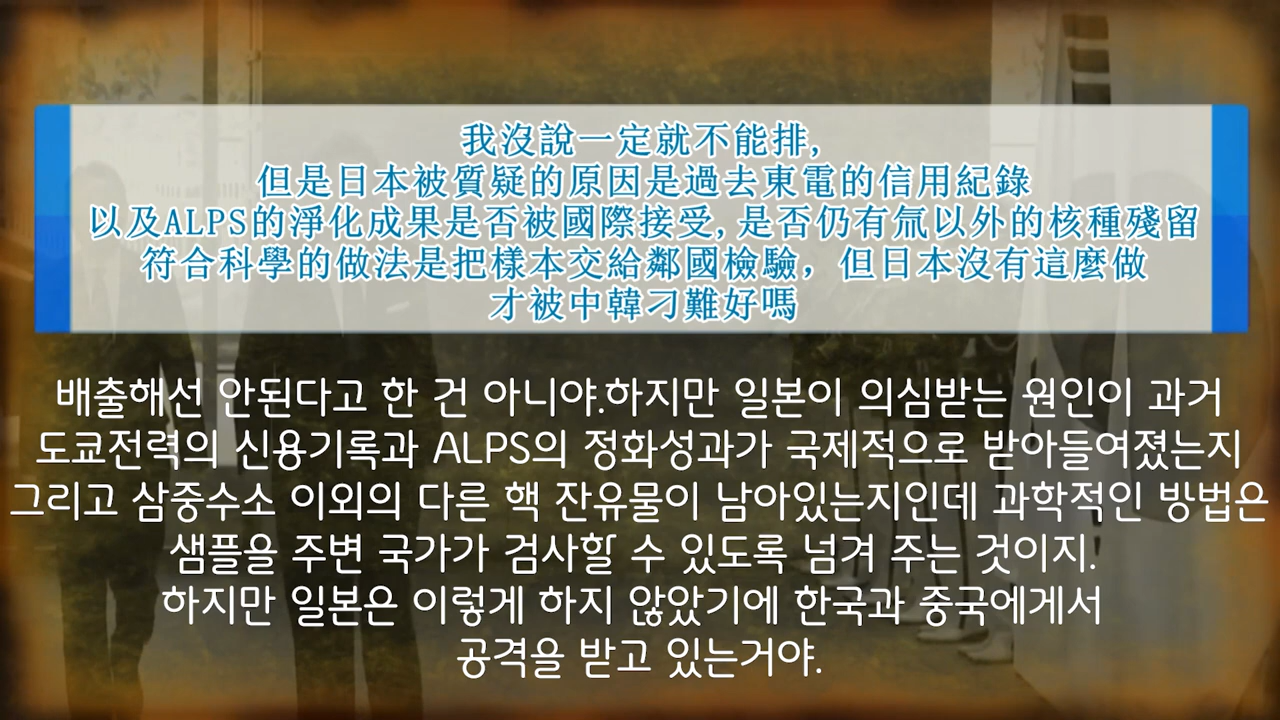 我沒說一定就不能排,
但是日本被質疑的原因是過去東電的信用紀錄
以及ALPS的淨化成果是否被國際接受,是否仍有氚以外的核種殘留
符合科學的做法是把樣本交給鄰國檢驗，但日本沒有這麼做
才被中韓刁難好嗎
배출해선 안된다고 한 건 아니야.하지만 일본이 의심받는 원인이 과거
도쿄전력의 신용기록과 ALPS의 정화성과가 국제적으로 받아들여졌는지
그리고 삼중수소 이외의 다른 핵 잔유물이 남아있는지인데 과학적인 방법은
샘플을 주변 국가가 검사할 수 있도록 넘겨 주는 것이지.
하지만 일본은 이렇게 하지 않았기에 한국과 중국에게서
공격을 받고 있는거야.